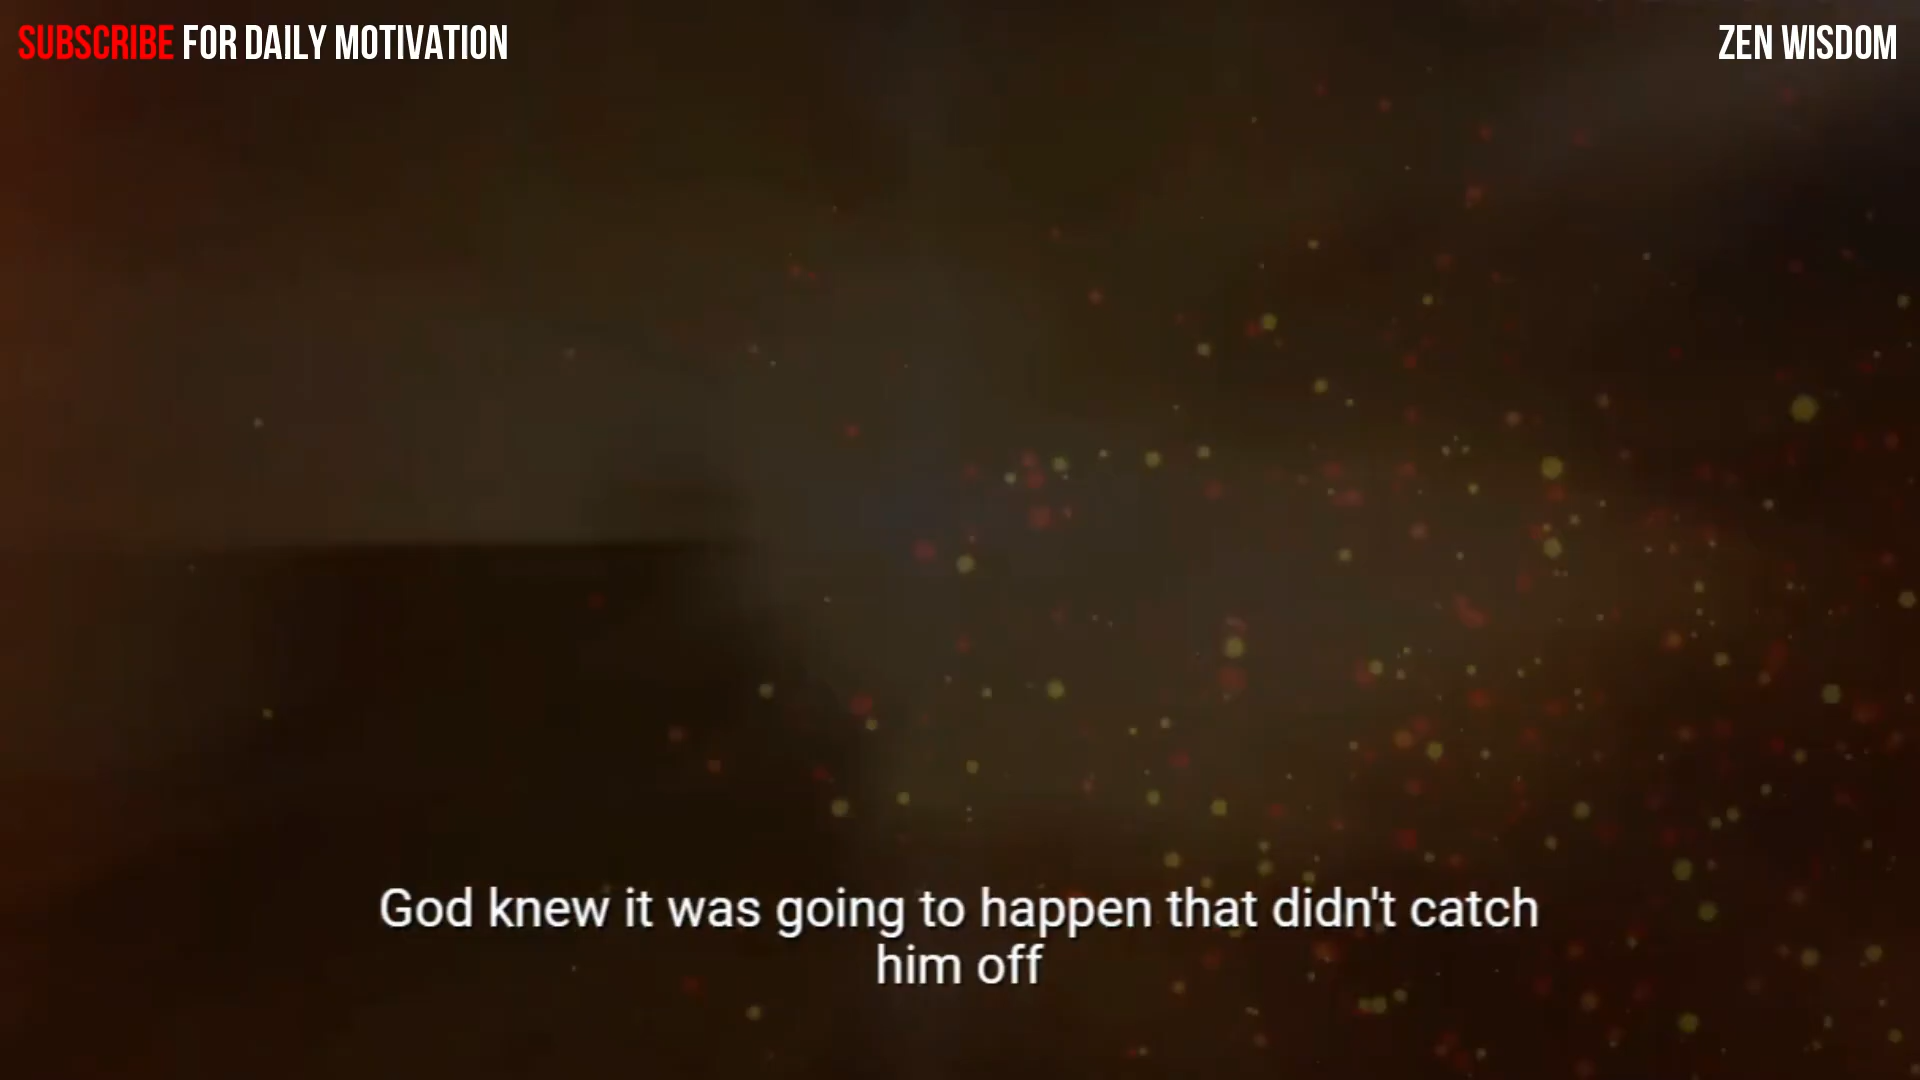 SUBSCRIBE FOR DAILY MOTIVATION
ZEN WISDOM
God knew it was going to happen that didn't catch
him off